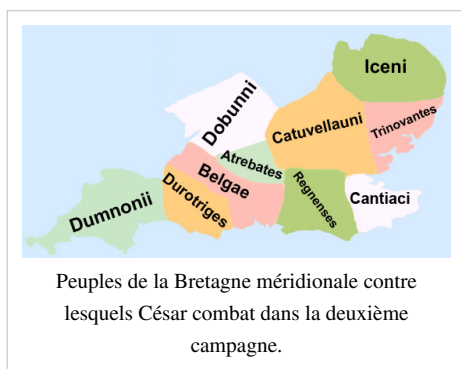 Iceni
Dobunni
Catuvellauni
Trinovantes
Atrebates
Belgae
Regnenses
Cantiaci
Durotriges
Dumnonii
Peuples de la Bretagne méridionale contre
lesquels César combat dans la deuxième
campagne.